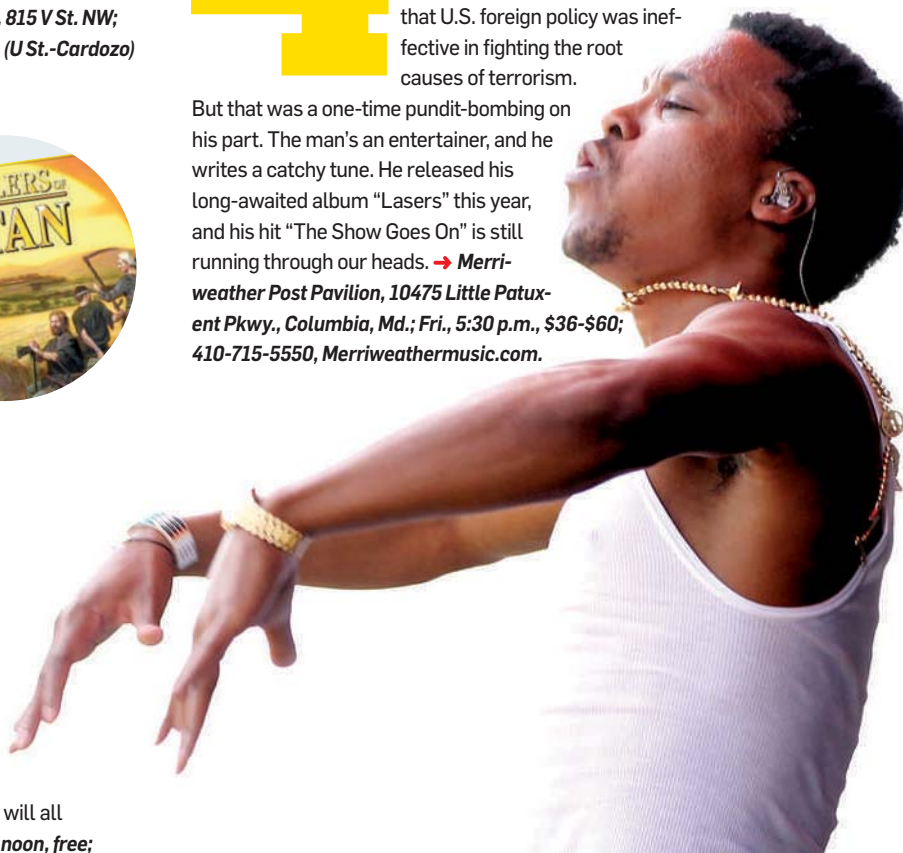 , 815 V St. NW;
(U St.-Cardozo)
LERS OF
TAN
will all
noon, free;
that U.S. foreign policy was inef-
fective in fighting the root
causes of terrorism.
But that was a one-time pundit-bombing on
his part. The man's an entertainer, and he
writes a catchy tune. He released his
long-awaited album “Lasers” this year,
and his hit “The Show Goes On” is still
running through our heads. ➜ Merri-
weather Post Pavilion, 10475 Little Patux-
ent Pkwy., Columbia, Md.; Fri., 5:30 p.m., $36-$60;
410-715-5550, Merriweathermusic.com.